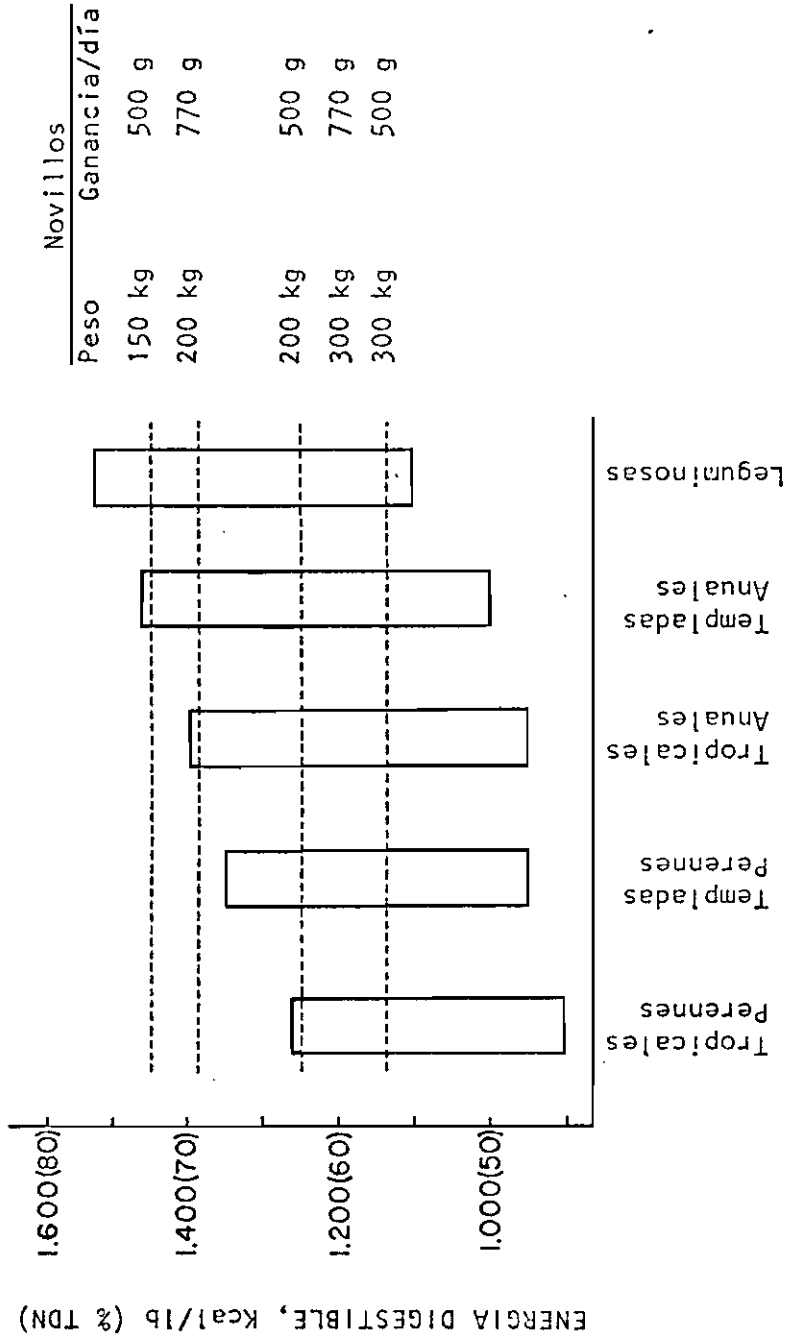 Novillos
Peso Ganancia/día
150 kg 500 g
200 kg 770 g
200 kg 500 g
300 kg 770 g
300 kg 500 g
ENERGIA DIGESTIBLE, Kcal/lb (% TDN)
1.600(80)
1.400(70)
1.200(60)
1.000(50)
Tropicales
Perennes
Templadas
Perennes
Tropicales
Anuales
Templadas
Anuales
Leguminosas